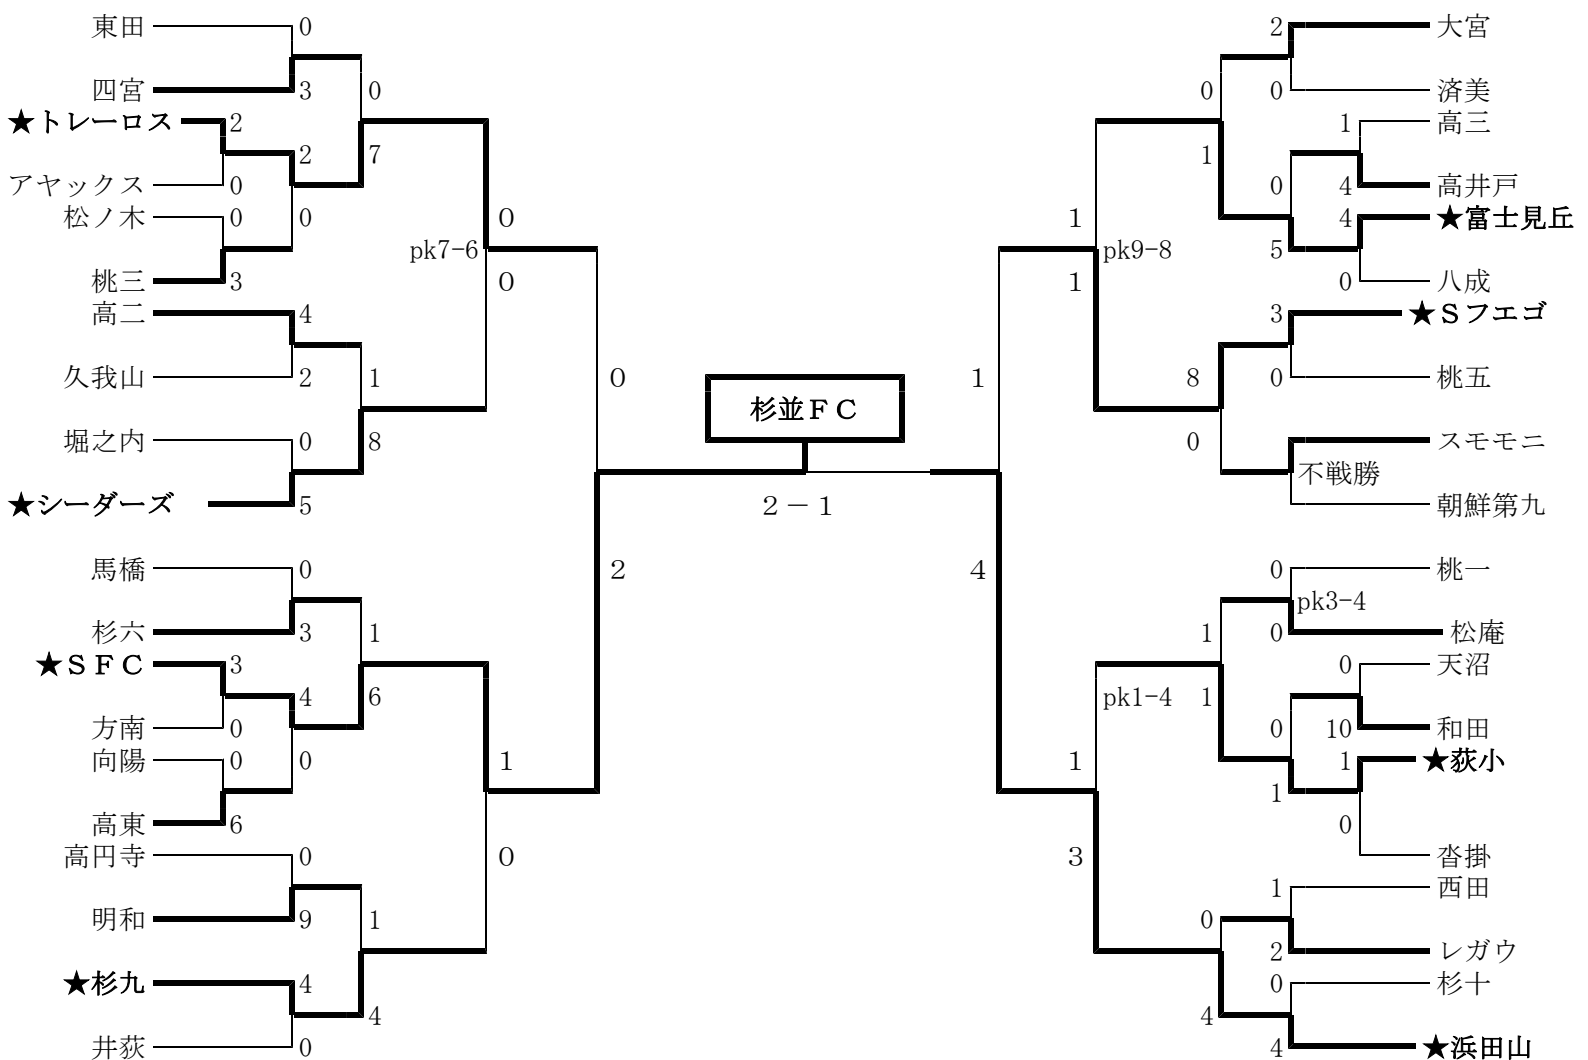 東田 0
四宮 3
0
★トレーロス 2
2
7
アヤックス 0
松ノ木 0
0
0
pk7-6
桃三 3
0
高二 4
久我山 2
1
0
堀之内 0
8
★シーダーズ 5
馬橋 0
2
杉六 3
1
★ＳＦＣ 3
4
6
方南 0
向陽 0
0
1
高東 6
高円寺 0
0
明和 9
1
★杉九 4
4
井荻 0
杉並ＦＣ
２－１
2 大宮
0
0 済美
1 高三
1
0
4 高井戸
1
4 ★富士見丘
pk9-8
5
1
0 八成
3 ★Ｓフエゴ
1
8
0 桃五
0
スモモニ
不戦勝
朝鮮第九
4
0 桃一
pk3-4
1
0 松庵
0 天沼
pk1-4
1
0
10 和田
1
1 ★荻小
1
0
3
沓掛
1 西田
0
2 レガウ
0 杉十
4
4 ★浜田山